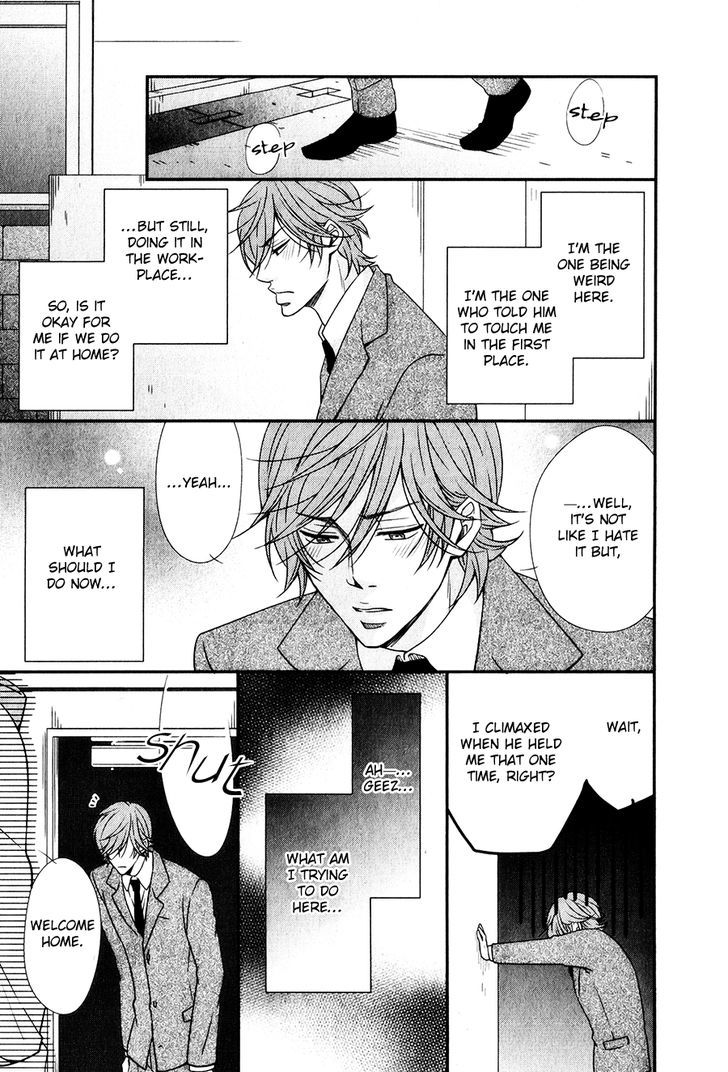 step
step
I'M THE
ONE BEING
WEIRD
HERE.
I'M THE ONE
WHO TOLD HIM
TO TOUCH ME
IN THE FIRST
PLACE.
...BUT STILL,
DOING IT IN
THE WORK-
PLACE...
SO, IS IT
OKAY FOR
ME IF WE DO
IT AT HOME?
—...WELL,
IT'S NOT
LIKE I HATE
IT BUT,
...YEAH...
WHAT
SHOULD I
DO NOW...
WAIT,
I CLIMAXED
WHEN HE HELD
ME THAT ONE
TIME, RIGHT?
AH—...
GEEZ...
WHAT AM
I TRYING
TO DO
HERE...
shut
WELCOME
HOME.